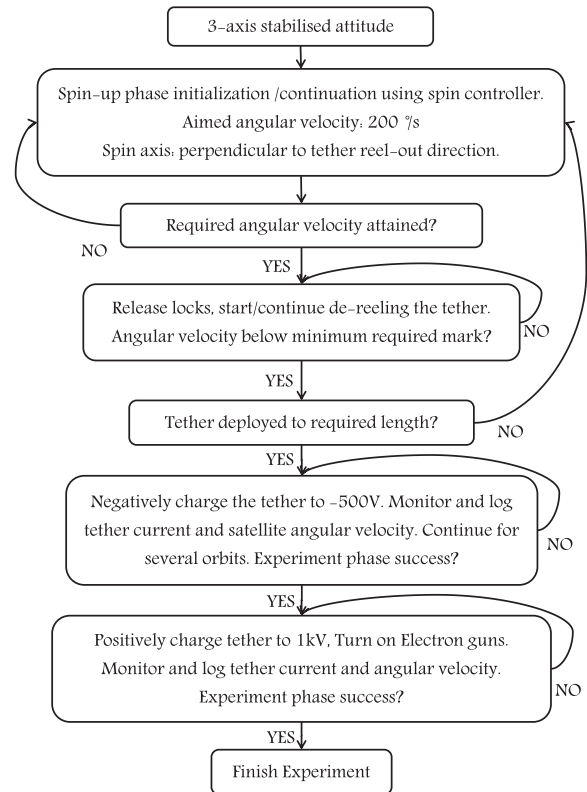 3-axis stabilised attitude
Spin-up phase initialization /continuation using spin controller.
Aimed angular velocity: 200 °/s
Spin axis: perpendicular to tether reel-out direction.
Required angular velocity attained?
NO
YES
Release locks, start/continue de-reeling the tether.
Angular velocity below minimum required mark?
NO
YES
Tether deployed to required length?
NO
YES
Negatively charge the tether to -500V. Monitor and log
tether current and satellite angular velocity. Continue for
several orbits. Experiment phase success?
NO
YES
Positively charge tether to 1kV, Turn on Electron guns.
Monitor and log tether current and angular velocity.
Experiment phase success?
NO
YES
Finish Experiment